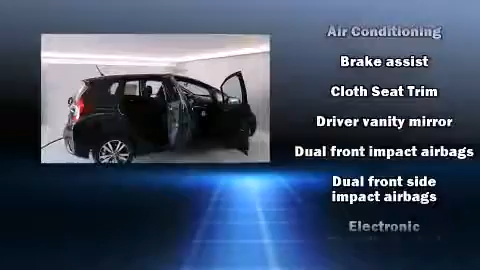 Air Conditioning
Brake assist
Cloth Seat Trim
Driver vanity mirror
Dual front impact airbags
Dual front side
impact airbags
Electronic